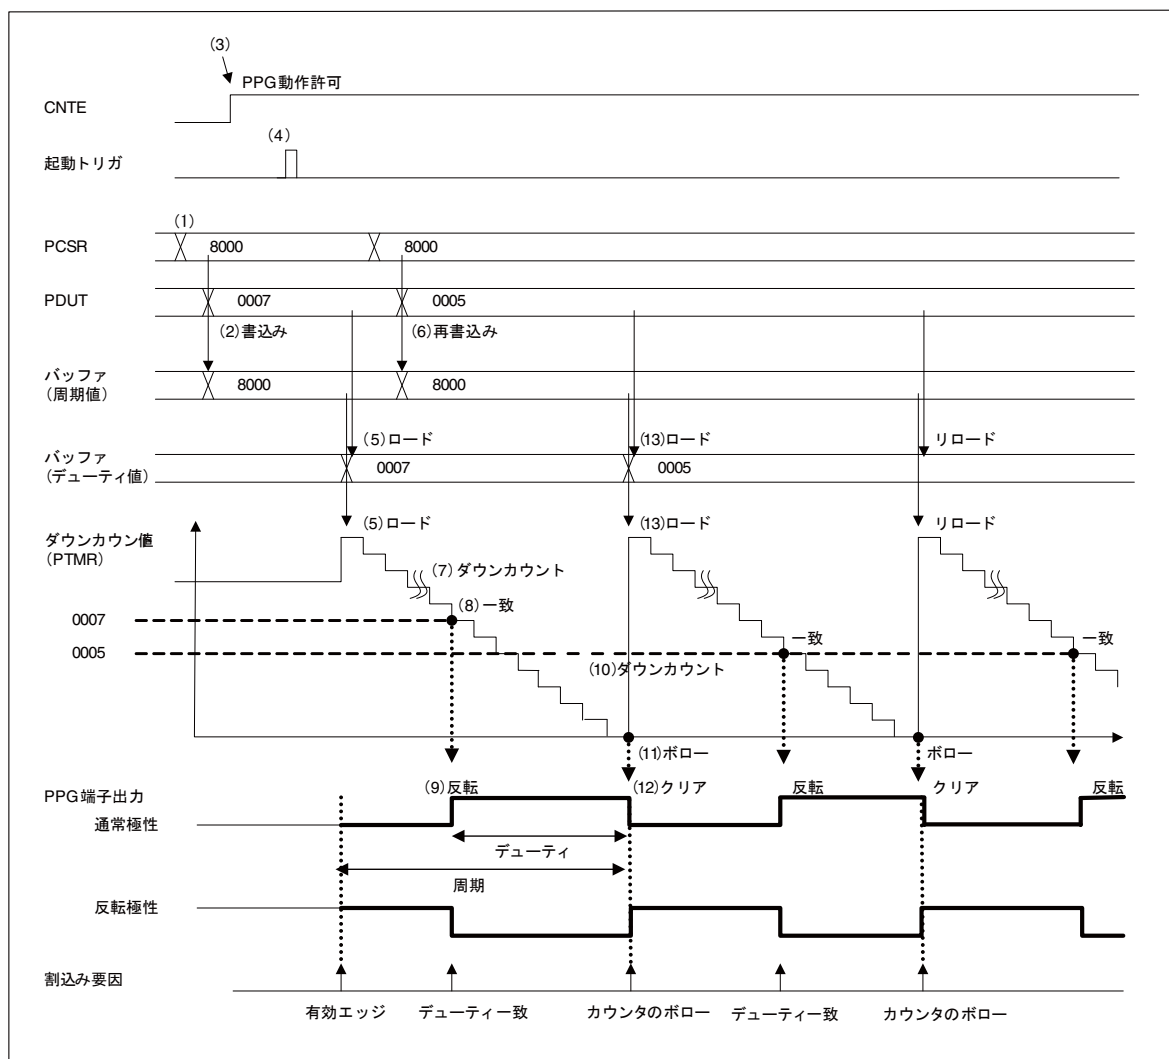 (3)
PPG動作許可
CNTE
(4)
起動トリガ
(1)
PCSR 8000 8000
PDUT 0007 0005
(2)書込み (6)再書込み
バッファ
(周期値) 8000 8000
(5)ロード (13)ロード リロード
バッファ
(デューティ値) 0007 0005
(5)ロード (13)ロード リロード
ダウンカウン値
(PTMR)
(7)ダウンカウント
(8)一致
0007
一致 一致
0005
(10)ダウンカウント
(11)ボロー ボロー
(9)反転 (12)クリア 反転 クリア 反転
PPG端子出力
通常極性
デューティ
周期
反転極性
割込み要因
有効エッジ デューティ一致 カウンタのボロー デューティ一致 カウンタのボロー